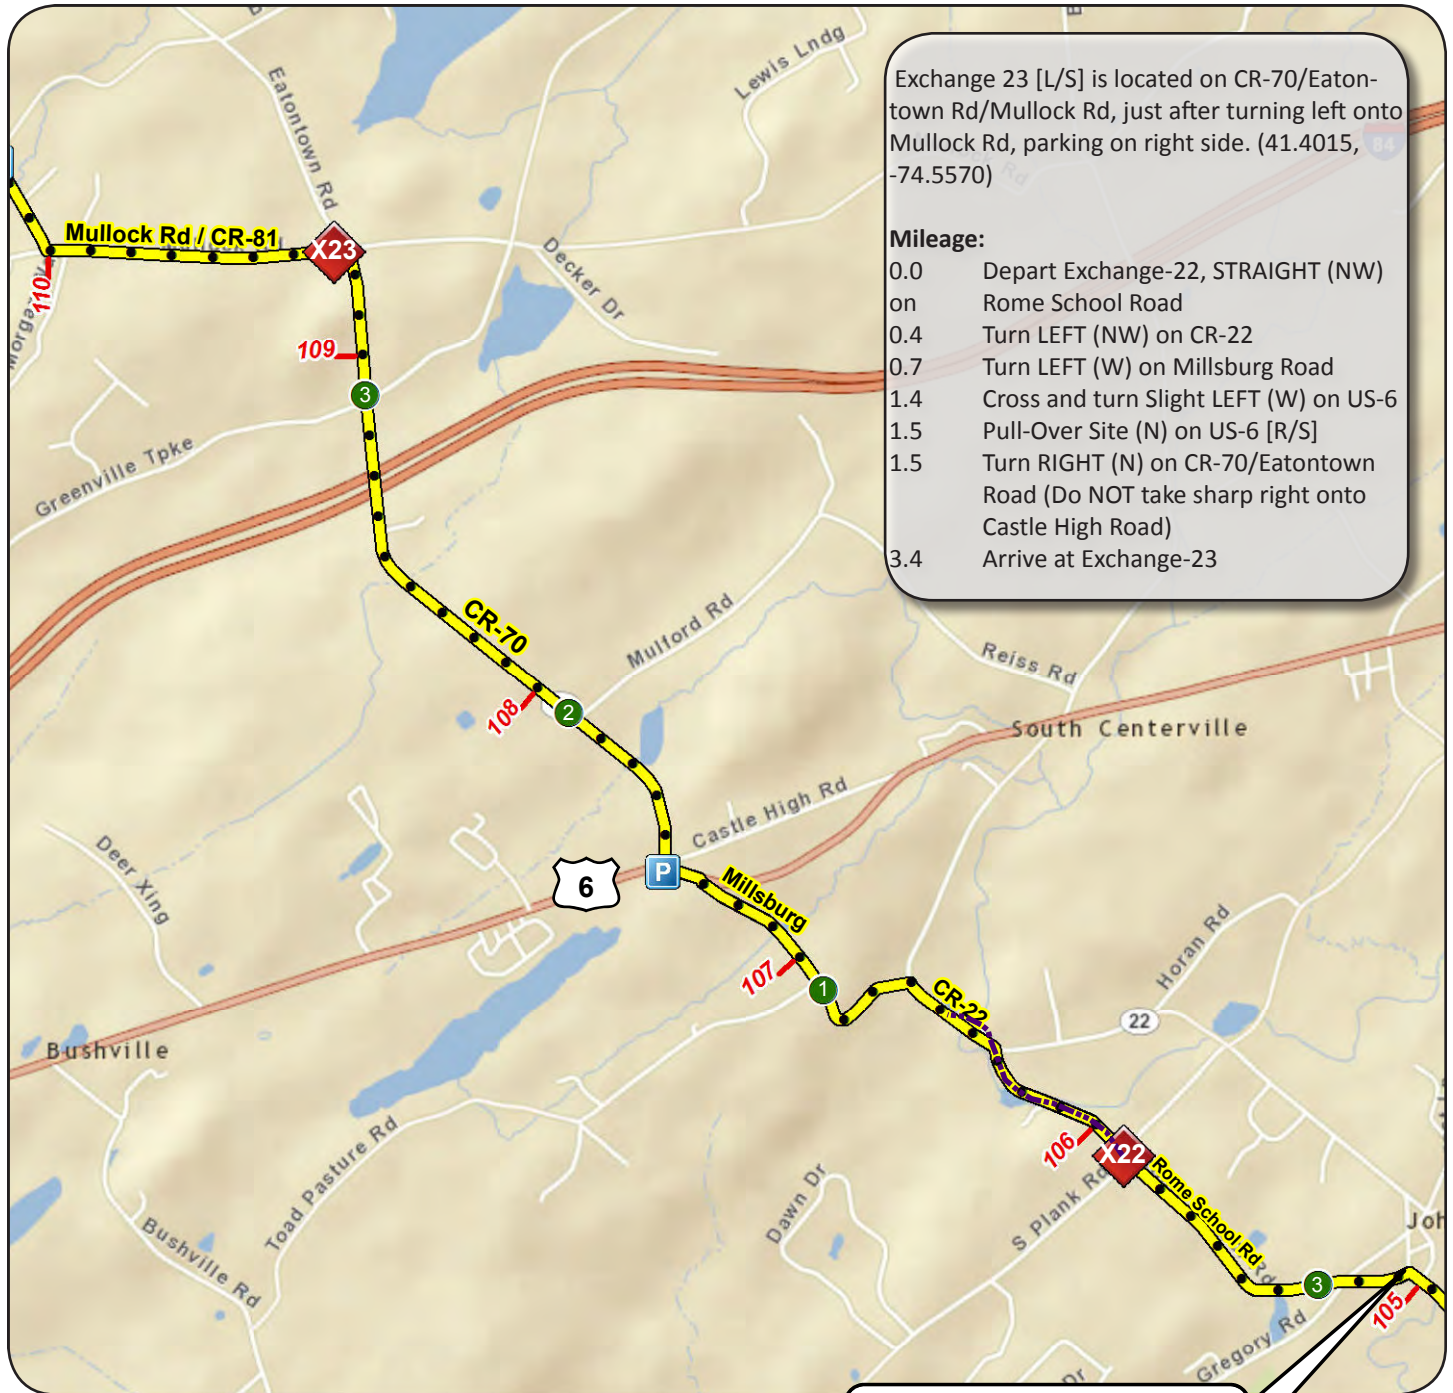 Exchange 23 [L/S] is located on CR-70/Eaton-
town Rd/Mullock Rd, just after turning left onto
Mullock Rd, parking on right side. (41.4015,
-74.5570)
Mileage:
0.0 Depart Exchange-22, STRAIGHT (NW)
on Rome School Road
0.4 Turn LEFT (NW) on CR-22
0.7 Turn LEFT (W) on Millsburg Road
1.4 Cross and turn Slight LEFT (W) on US-6
1.5 Pull-Over Site (N) on US-6 [R/S]
1.5 Turn RIGHT (N) on CR-70/Eatontown
Road (Do NOT take sharp right onto
Castle High Road)
3.4 Arrive at Exchange-23
Lewis Lndg
Eatontown Rd
84
Mullock Rd / CR-81
X23
110
Decker Dr
109
3
Greenville Tpke
CR-70
Mulford Rd
Reiss Rd
108
2
South Centerville
Castle High Rd
Deer Xing
6
P
Millsburg
107
1
Horan Rd
CR-22
22
Bushville
106
X22
Rome School Rd
S Plank Rd
Toad Pasture Rd
Dawn Dr
Bushville Rd
3
105
Gregory Rd
Dr